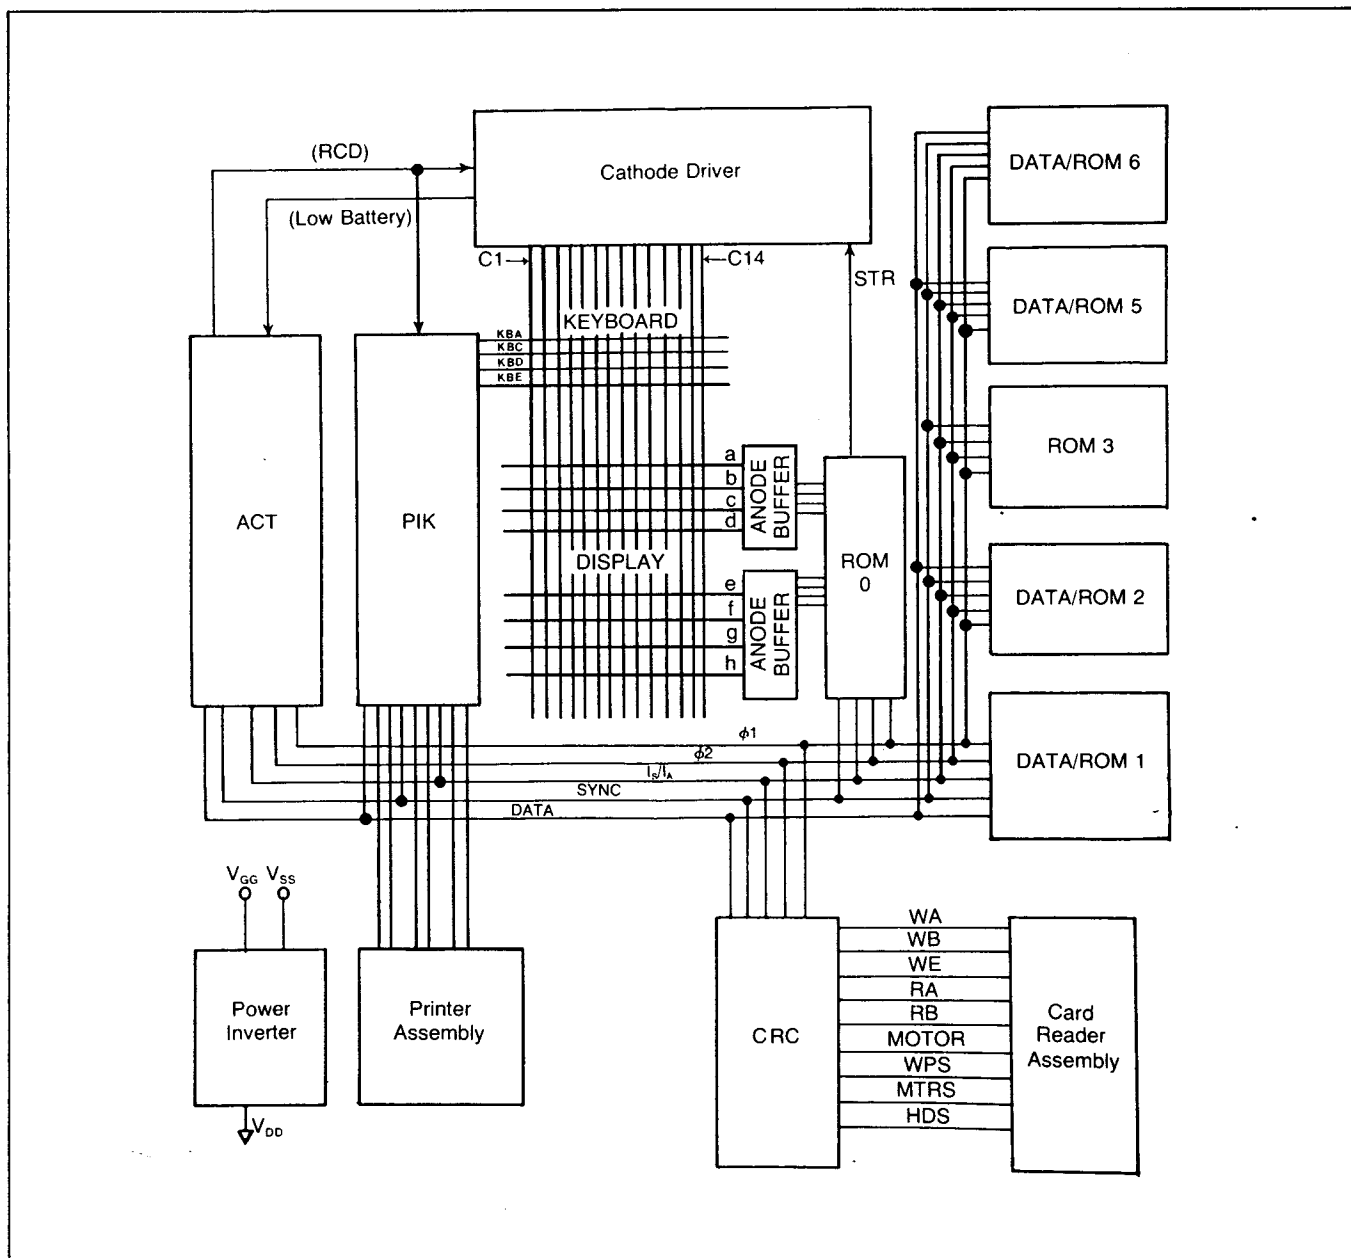 (RCD)
Cathode Driver
DATA/ROM 6
(Low Battery)
C1
C14
STR
DATA/ROM 5
KEYBOARD
KBA
KBC
KBD
KBE
ROM 3
a
b
c
d
ANODE
BUFFER
ACT
PIK
DISPLAY
ROM
0
e
f
g
h
ANODE
BUFFER
DATA/ROM 2
ϕ1
ϕ2
I_S/I_A
SYNC
DATA
DATA/ROM 1
V_GG V_SS
Power
Inverter
V_DD
Printer
Assembly
CRC
WA
WB
WE
RA
RB
MOTOR
WPS
MTRS
HDS
Card
Reader
Assembly